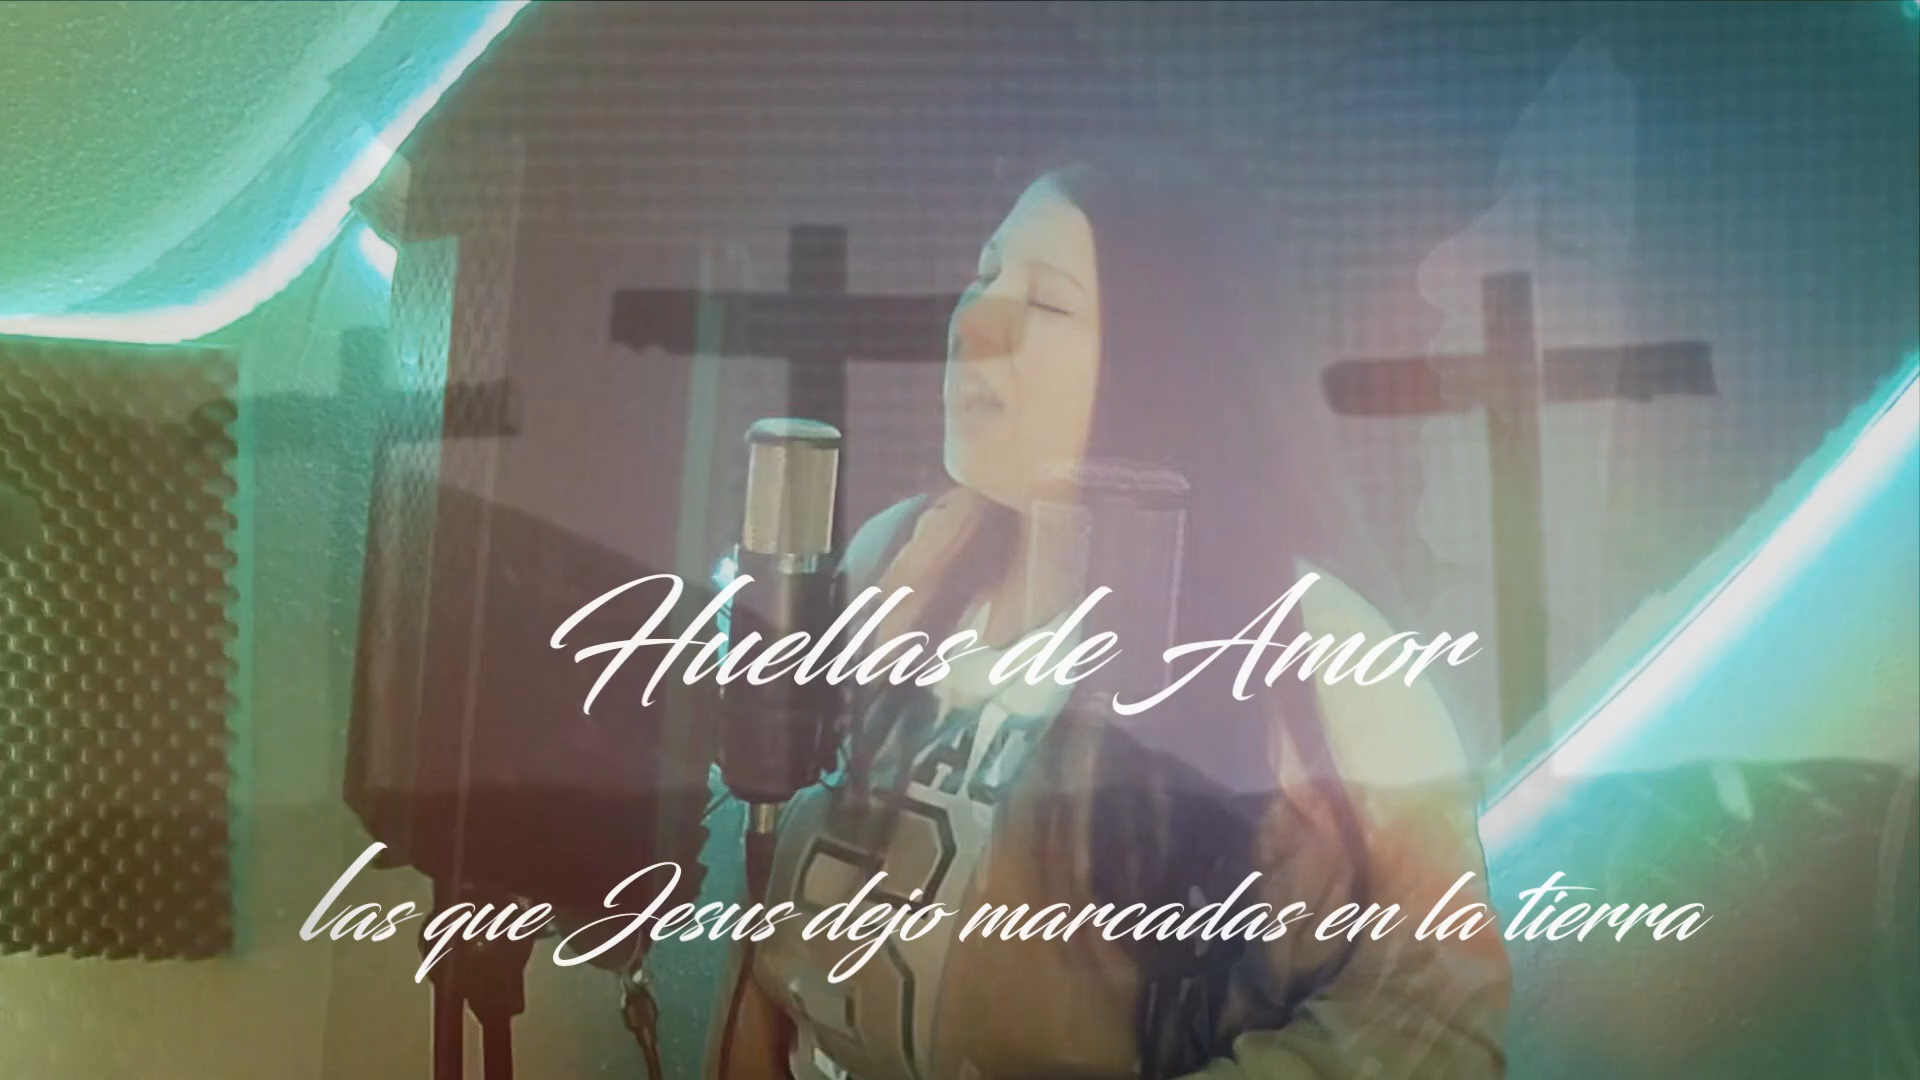 Huellas de Amor
las que Jesus dejo marcadas en la tierra